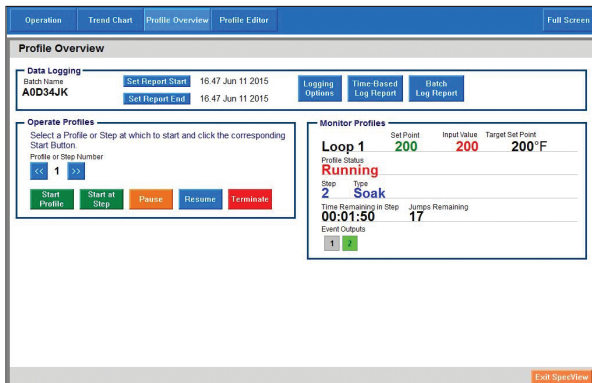 Operation Trend Chart Profile Overview Profile Editor Full Screen
Profile Overview
Data Logging
Batch Name
A0D34JK
Set Report Start 16.47 Jun 11 2015
Set Report End 16.47 Jun 11 2015
Logging Options
Time-Based Log Report
Batch Log Report
Operate Profiles
Select a Profile or Step at which to start and click the corresponding
Start Button.
Profile or Step Number
<< 1 >>
Start Profile
Start at Step
Pause
Resume
Terminate
Monitor Profiles
Set Point Input Value Target Set Point
Loop 1 200 200 200°F
Profile Status
Running
Step Type
2 Soak
Time Remaining in Step Jumps Remaining
00:01:50 17
Event Outputs
1 2
Exit SpecView